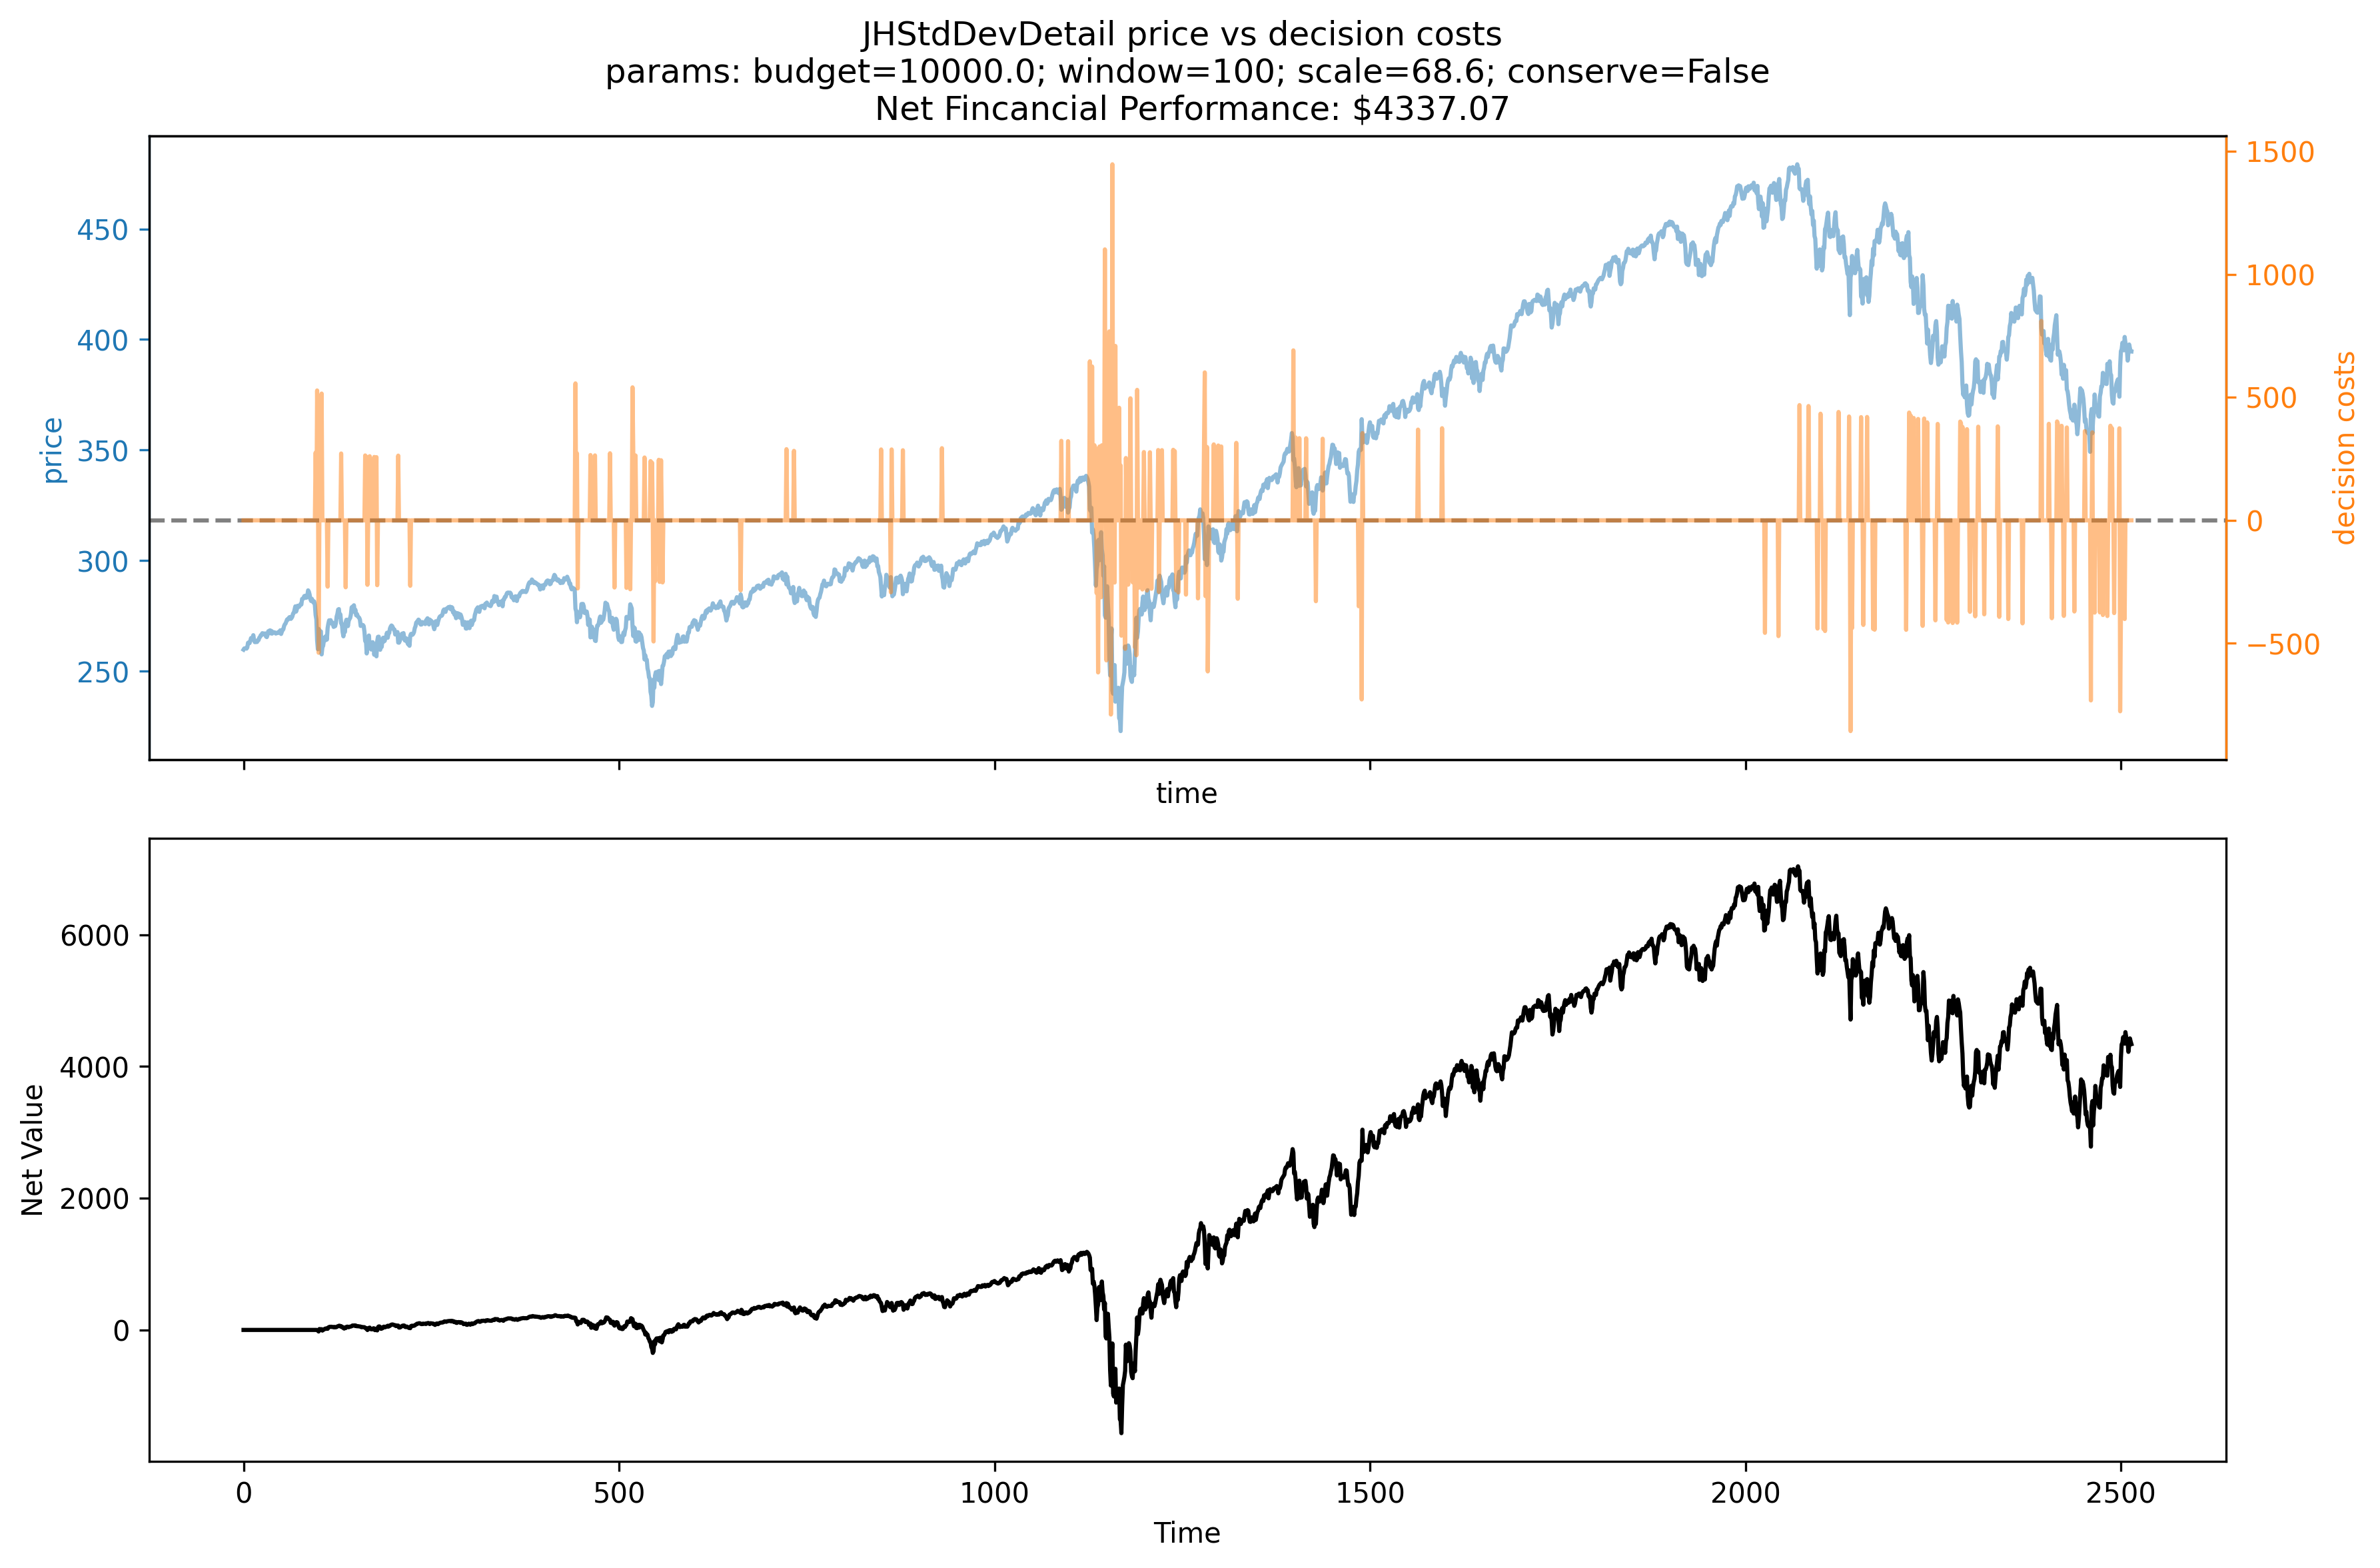 JHStdDevDetail price vs decision costs
params: budget=10000.0; window=100; scale=68.6; conserve=False
Net Fincancial Performance: $4337.07
450
400
350
300
250
price
1500
1000
500
0
−500
decision costs
time
6000
4000
2000
0
Net Value
0
500
1000
1500
2000
2500
Time